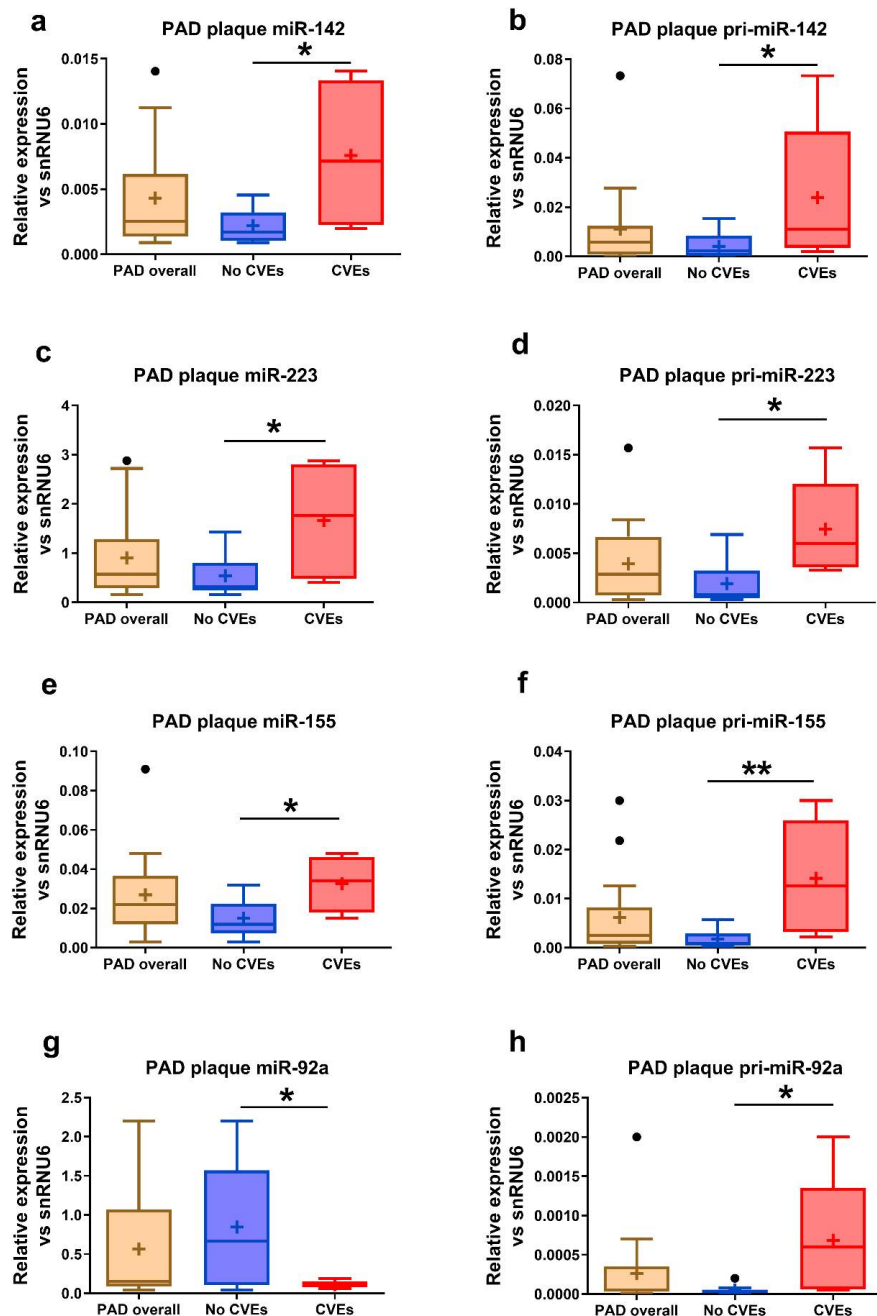 a
PAD plaque miR-142
Relative expression
vs snRNU6
0.015
0.010
0.005
0.000
*
PAD overall
No CVEs
CVEs
b
PAD plaque pri-miR-142
Relative expression
vs snRNU6
0.08
0.06
0.04
0.02
0.00
*
PAD overall
No CVEs
CVEs
c
PAD plaque miR-223
Relative expression
vs snRNU6
4
3
2
1
0
*
PAD overall
No CVEs
CVEs
d
PAD plaque pri-miR-223
Relative expression
vs snRNU6
0.020
0.015
0.010
0.005
0.000
*
PAD overall
No CVEs
CVEs
e
PAD plaque miR-155
Relative expression
vs snRNU6
0.10
0.08
0.06
0.04
0.02
0.00
*
PAD overall
No CVEs
CVEs
f
PAD plaque pri-miR-155
Relative expression
vs snRNU6
0.04
0.03
0.02
0.01
0.00
**
PAD overall
No CVEs
CVEs
g
PAD plaque miR-92a
Relative expression
vs snRNU6
2.5
2.0
1.5
1.0
0.5
0.0
*
PAD overall
No CVEs
CVEs
h
PAD plaque pri-miR-92a
Relative expression
vs snRNU6
0.0025
0.0020
0.0015
0.0010
0.0005
0.0000
*
PAD overall
No CVEs
CVEs